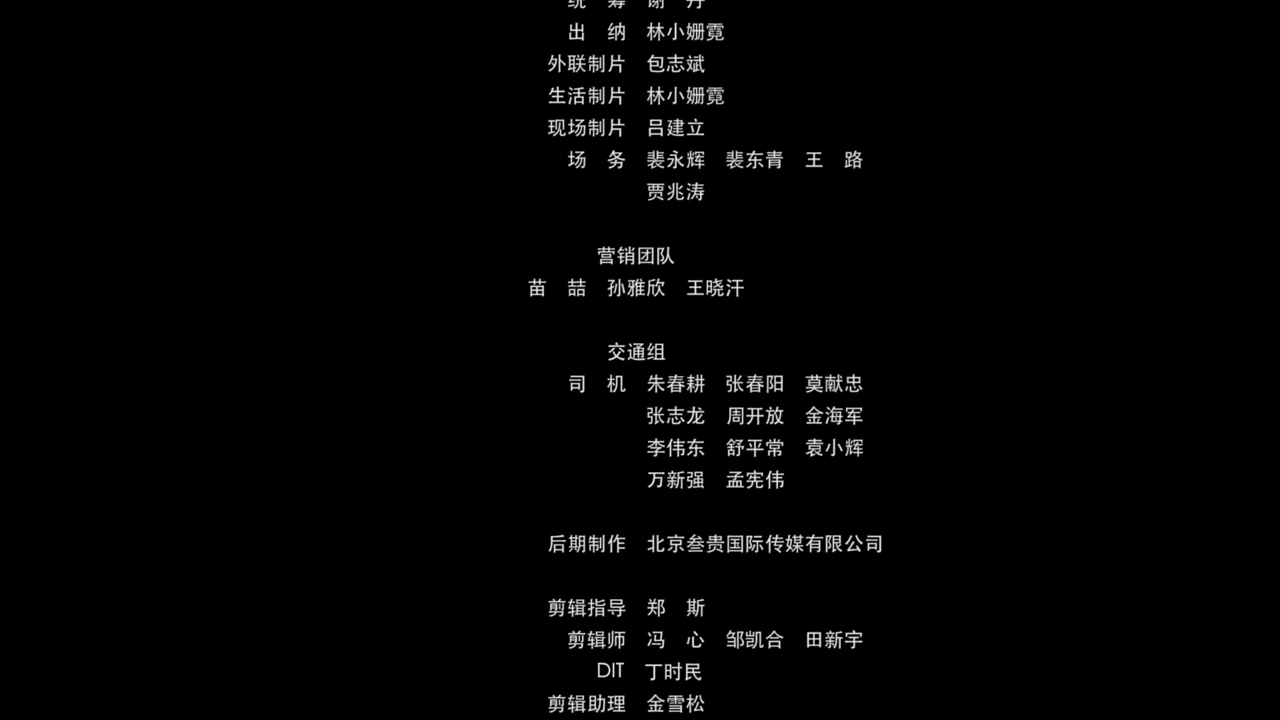 统　筹　谢　丹
出　纳　林小姗霓
外联制片　包志斌
生活制片　林小姗霓
现场制片　吕建立
场　务　裴永辉　裴东青　王　路
贾兆涛
营销团队
苗　喆　孙雅欣　王晓汗
交通组
司　机　朱春耕　张春阳　莫献忠
张志龙　周开放　金海军
李伟东　舒平常　袁小辉
万新强　孟宪伟
后期制作　北京叁贵国际传媒有限公司
剪辑指导　郑　斯
剪辑师　冯　心　邹凯合　田新宇
DIT　丁时民
剪辑助理　金雪松